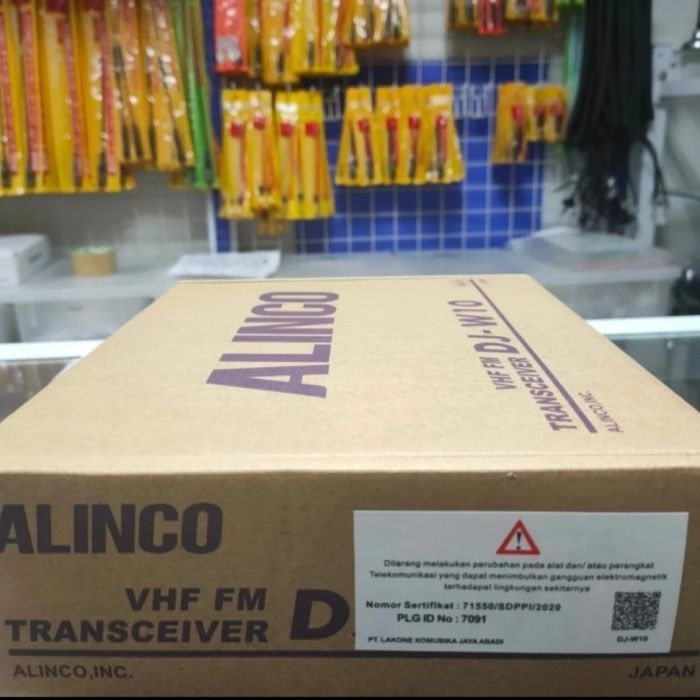 ALINCO
VHF FM
TRANSCEIVER DJ-W10
ALINCO,INC.
ALINCO
VHF FM
TRANSCEIVER D
ALINCO,INC.
JAPAN
Dilarang melakukan perubahan pada alat dan/ atau perangkat
Telekomunikasi yang dapat menimbulkan gangguan elektromagnetik
terhadapat lingkungan sekitarnya
Nomor Sertifikat : 71550/SDPPI/2020
PLG ID No : 7091
PT. LAKONE KOMUBIKA JAYA ABADI
DJ-W10